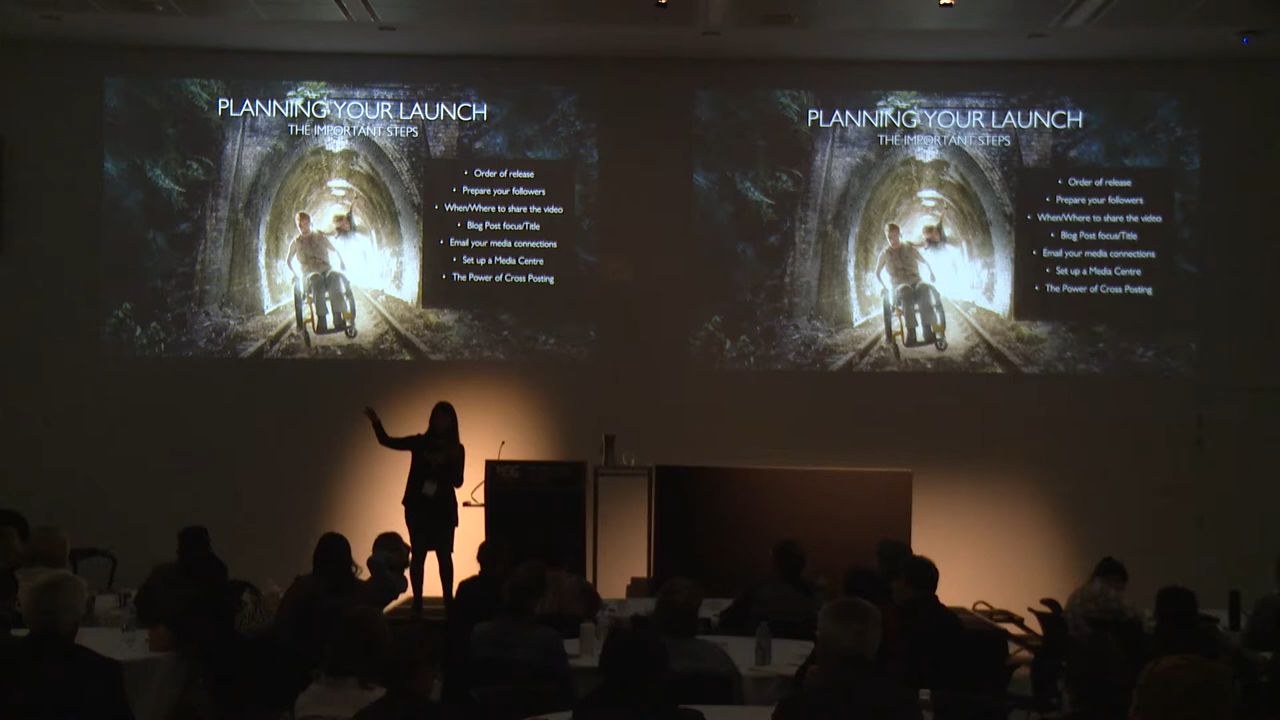 PLANNING YOUR LAUNCH
THE IMPORTANT STEPS
• Order of release
• Prepare your followers
• When/Where to share the video
• Blog Post focus/Title
• Email your media connections
• Set up a Media Centre
• The Power of Cross Posting
PLANNING YOUR LAUNCH
THE IMPORTANT STEPS
• Order of release
• Prepare your followers
• When/Where to share the video
• Blog Post focus/Title
• Email your media connections
• Set up a Media Centre
• The Power of Cross Posting